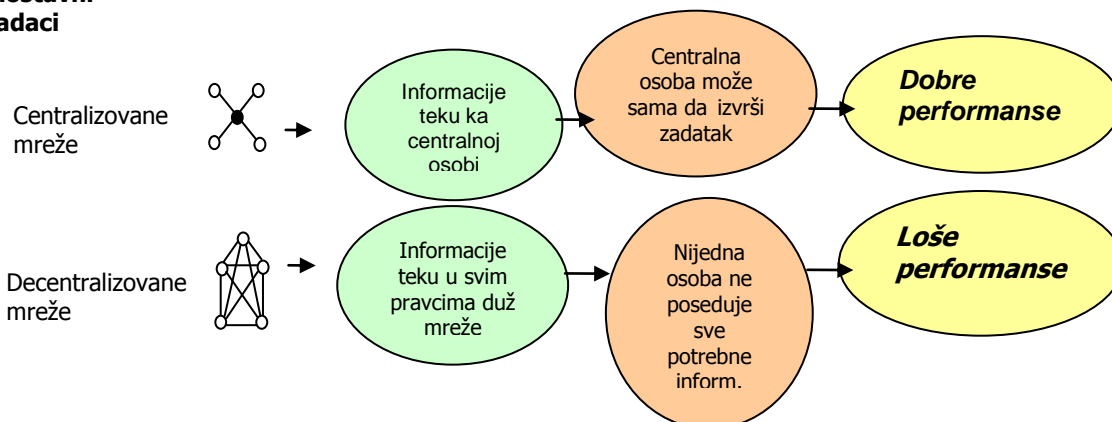 adaci
Centralizovane
mreže
Informacije
teku ka
centralnoj
osobi
Centralna
osoba može
sama da izvrši
zadatak
Dobre
performanse
Decentralizovane
mreže
Informacije
teku u svim
pravcima duž
mreže
Nijedna
osoba ne
poseduje
sve
potrebne
inform.
Loše
performanse